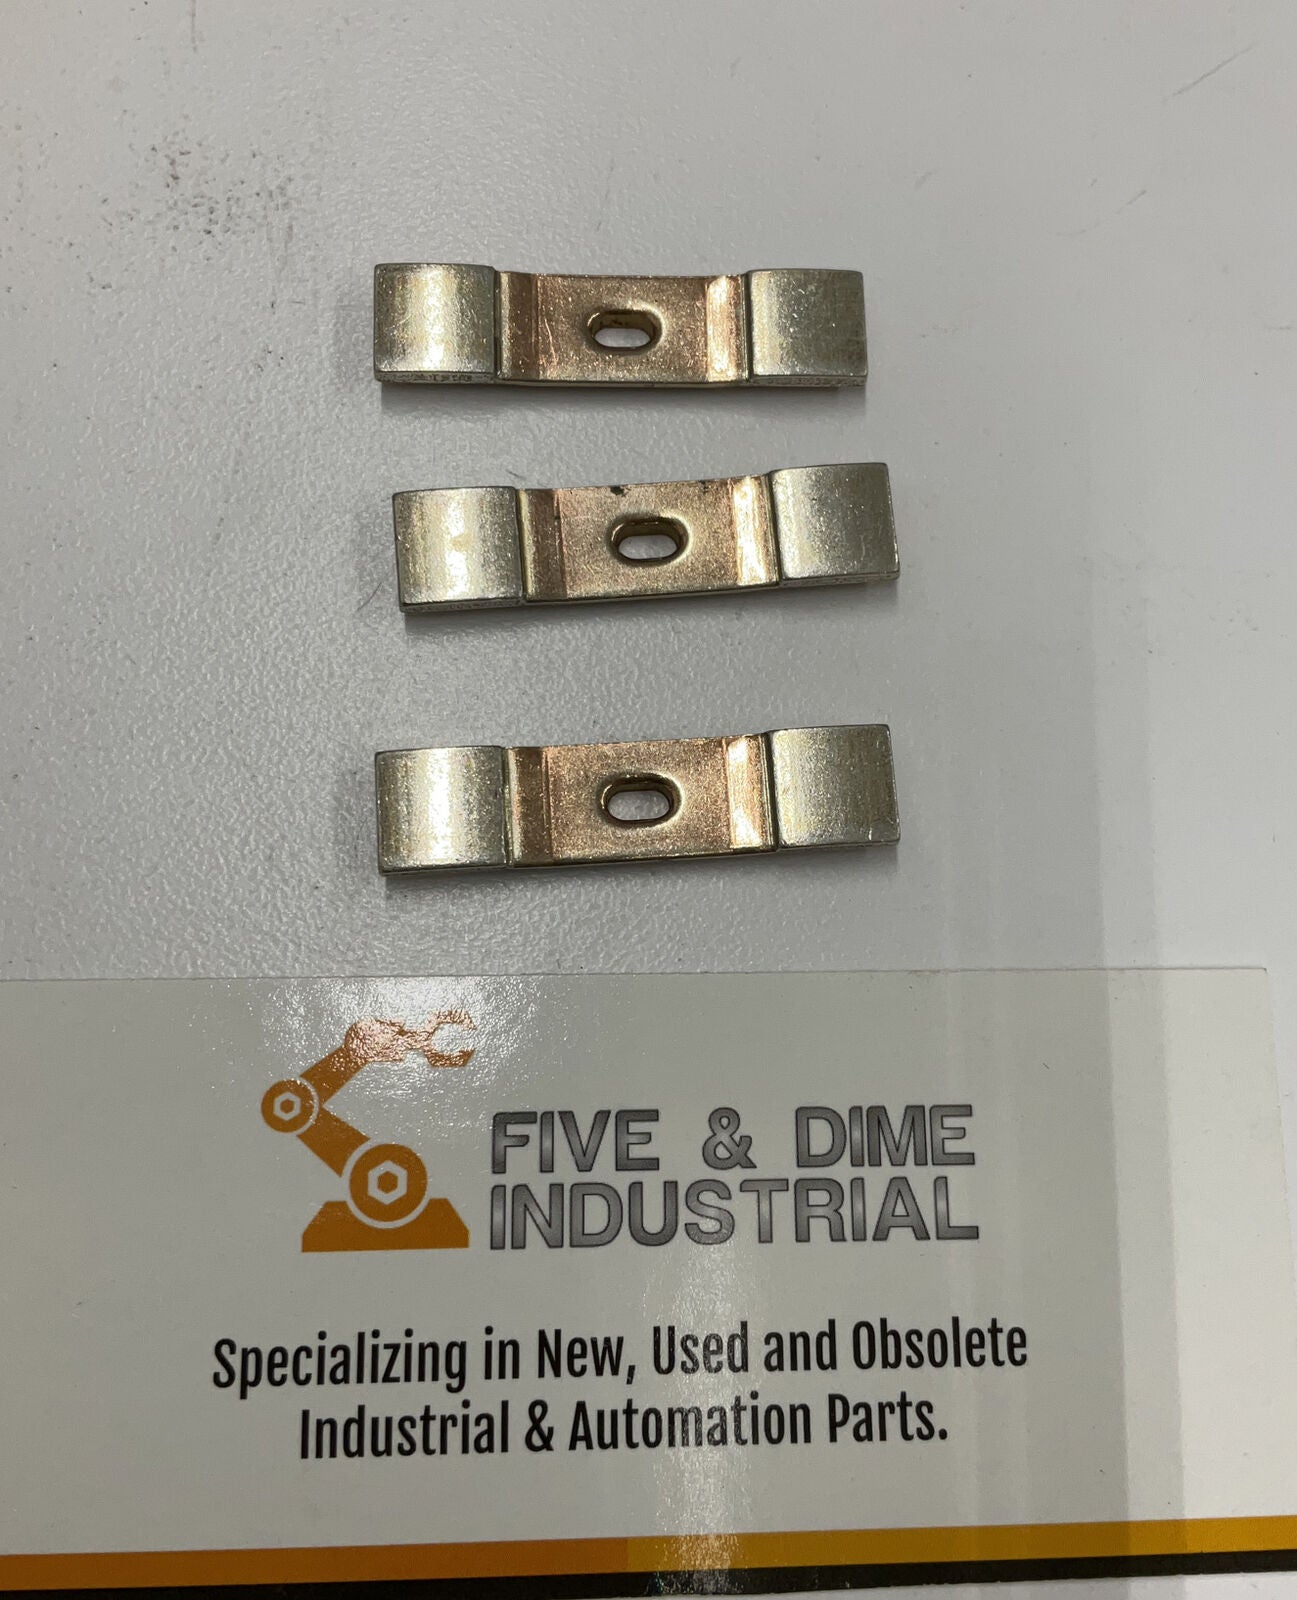 FIVE & DIME
INDUSTRIAL
Specializing in New, Used and Obsolete
Industrial & Automation Parts.